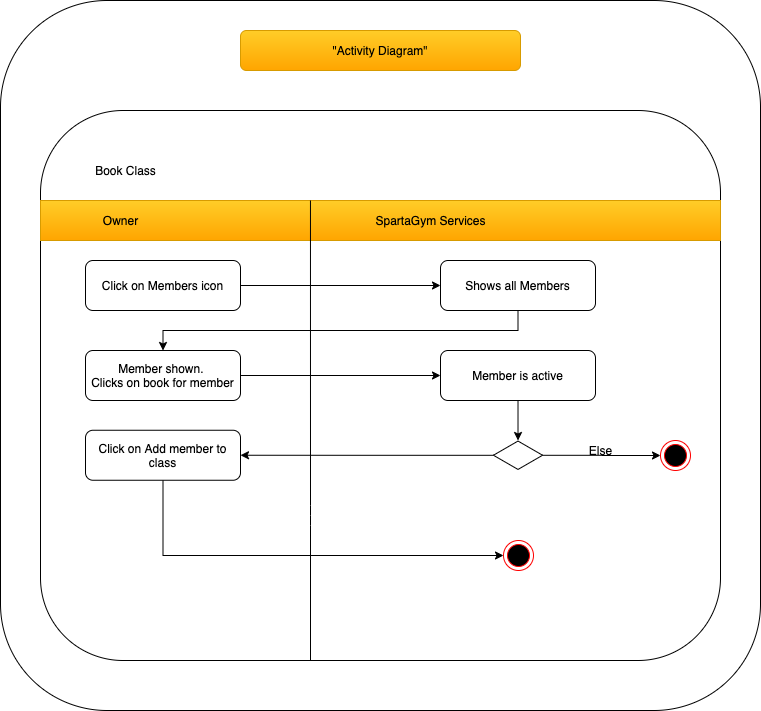 "Activity Diagram"
Book Class
Owner
SpartaGym Services
Click on Members icon
Shows all Members
Member shown.
Clicks on book for member
Member is active
Click on Add member to
class
Else